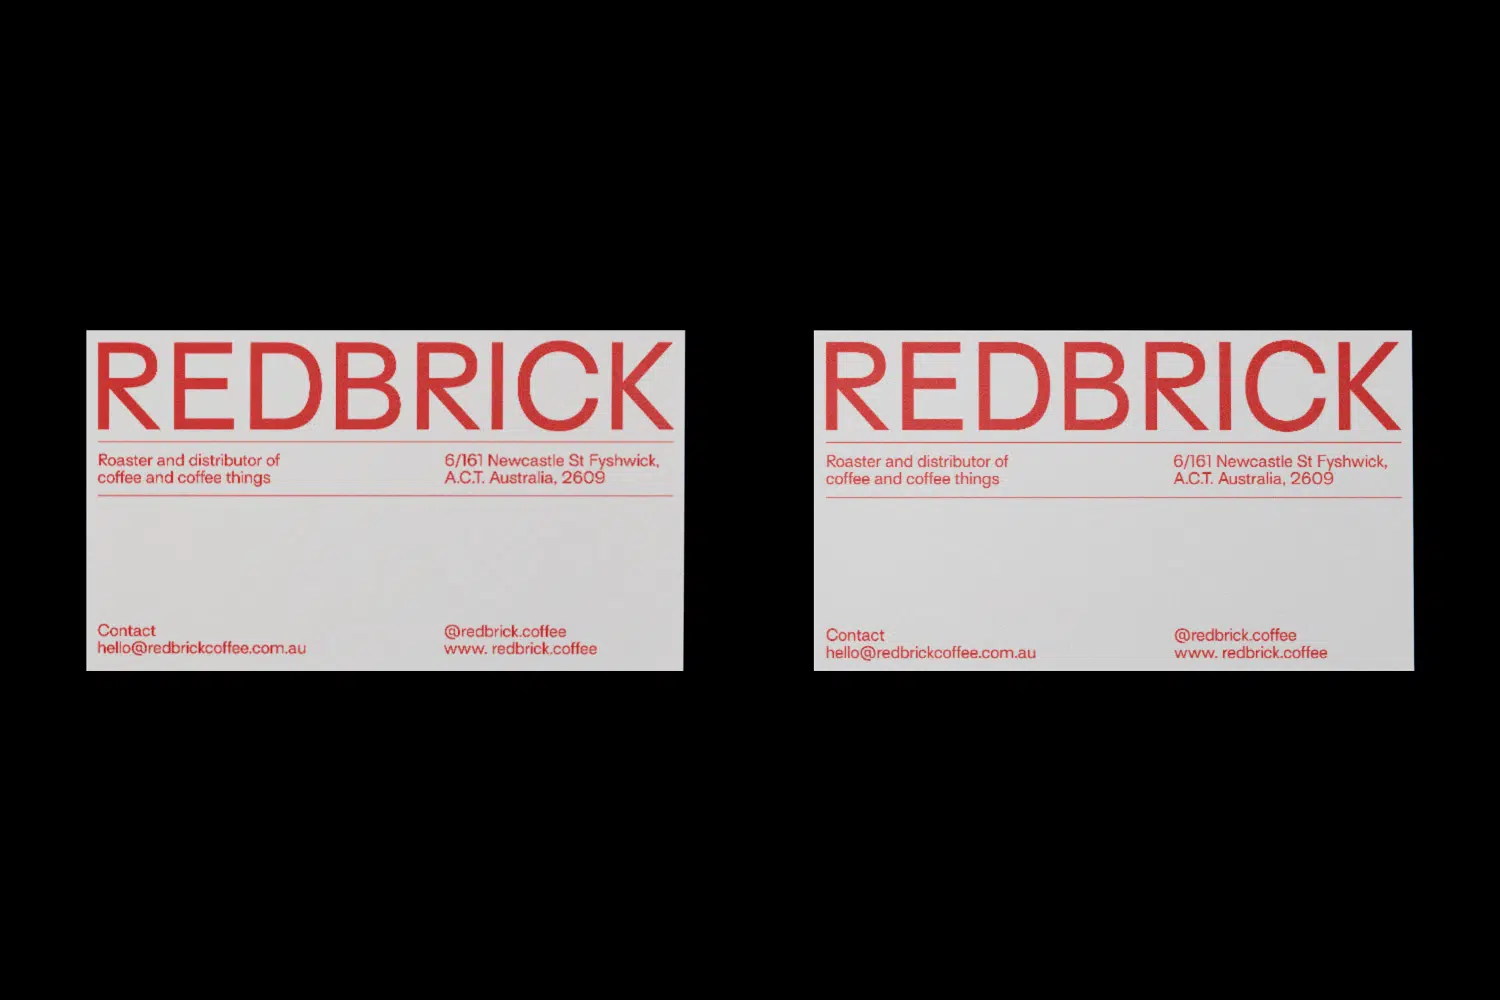 REDBRICK
Roaster and distributor of
coffee and coffee things
6/161 Newcastle St Fyshwick,
A.C.T. Australia, 2609
Contact
hello@redbrickcoffee.com.au
@redbrick.coffee
www. redbrick.coffee
REDBRICK
Roaster and distributor of
coffee and coffee things
6/161 Newcastle St Fyshwick,
A.C.T. Australia, 2609
Contact
hello@redbrickcoffee.com.au
@redbrick.coffee
www. redbrick.coffee